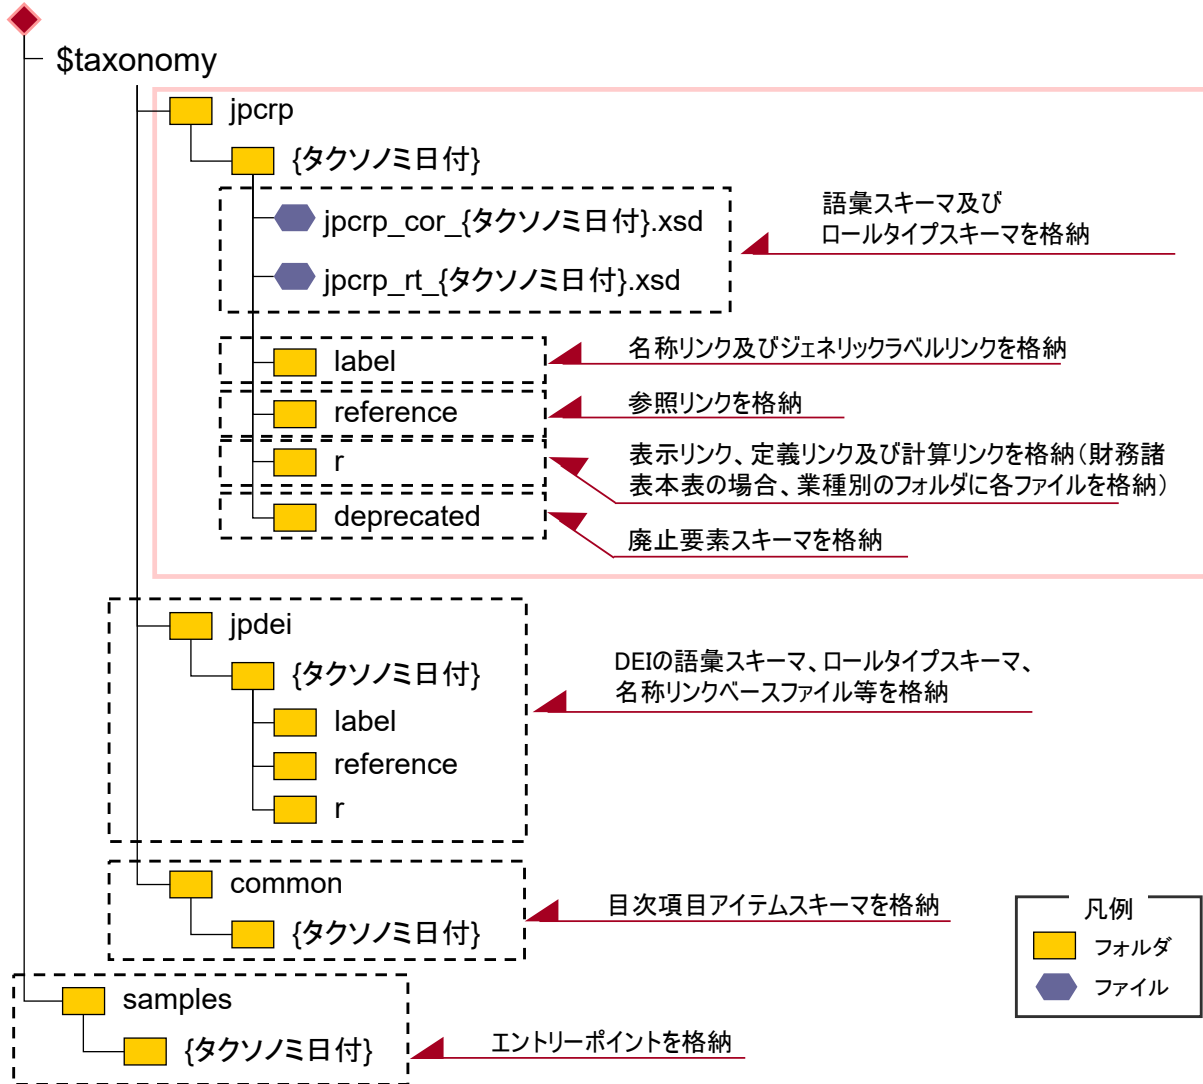 $taxonomy
jpcrp
{タクソノミ日付}
jpcrp_cor_{タクソノミ日付}.xsd
jpcrp_rt_{タクソノミ日付}.xsd
語彙スキーマ及び
ロールタイプスキーマを格納
label
名称リンク及びジェネリックラベルリンクを格納
reference
参照リンクを格納
r
表示リンク、定義リンク及び計算リンクを格納(財務諸
表本表の場合、業種別のフォルダに各ファイルを格納)
deprecated
廃止要素スキーマを格納
jpdei
{タクソノミ日付}
label
reference
r
DEIの語彙スキーマ、ロールタイプスキーマ、
名称リンクベースファイル等を格納
common
{タクソノミ日付}
目次項目アイテムスキーマを格納
samples
{タクソノミ日付}
エントリーポイントを格納
凡例
フォルダ
ファイル